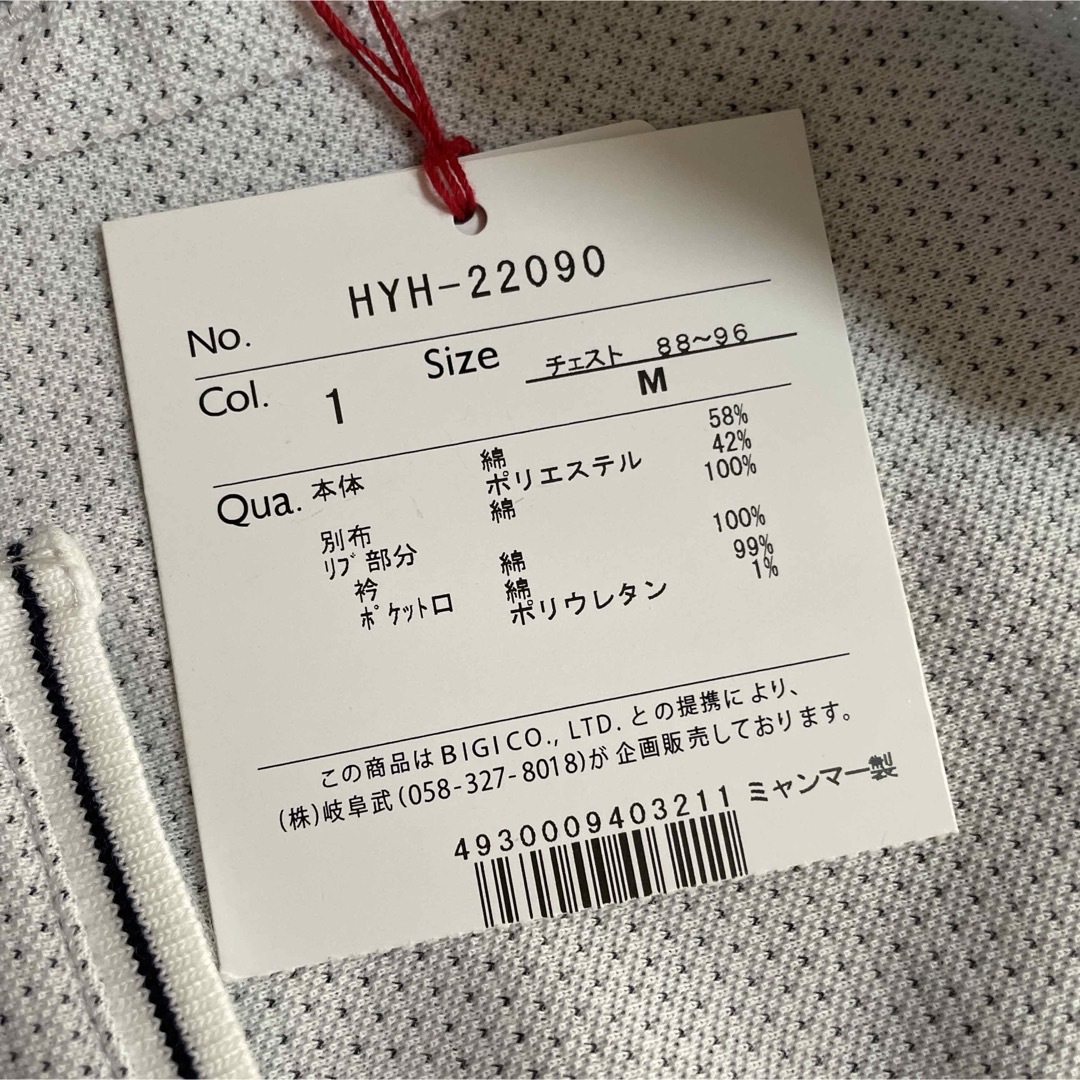 No. HYH-22090
Col. 1 Size チェスト 88～96
M
Qua. 本体 綿 58%
ポリエステル 42%
別布 綿 100%
リブ部分
衿 綿 100%
ポケット口 綿 99%
ポリウレタン 1%
この商品はBIGI CO., LTD. との提携により、
(株)岐阜武(058-327-8018)が企画販売しております。
4930009403211 ミャンマー製